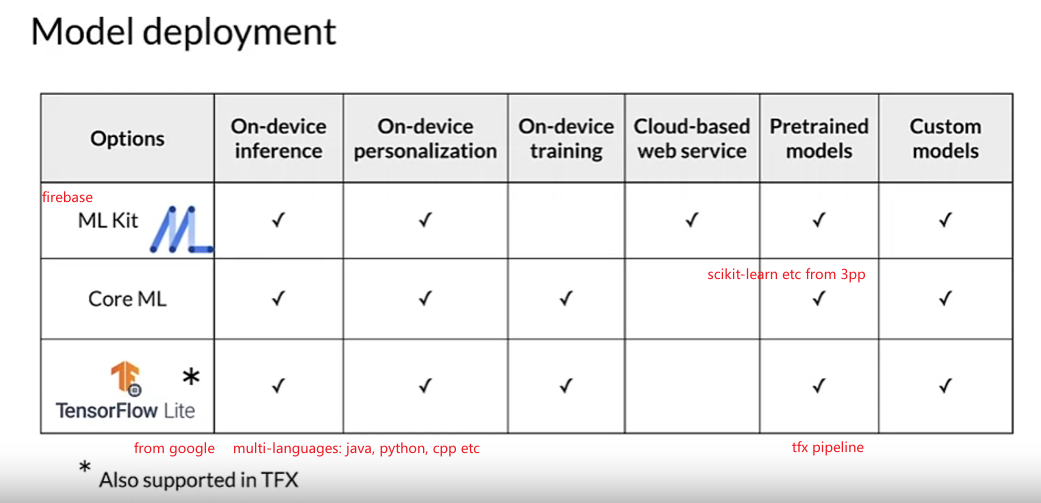 Model deployment
Options
On-device
inference
On-device
personalization
On-device
training
Cloud-based
web service
Pretrained
models
Custom
models
firebase
ML Kit
✓ ✓ ✓ ✓ ✓
scikit-learn etc from 3pp
Core ML
✓ ✓ ✓ ✓ ✓
TensorFlow Lite *
✓ ✓ ✓ ✓ ✓
from google
multi-languages: java, python, cpp etc
tfx pipeline
* Also supported in TFX